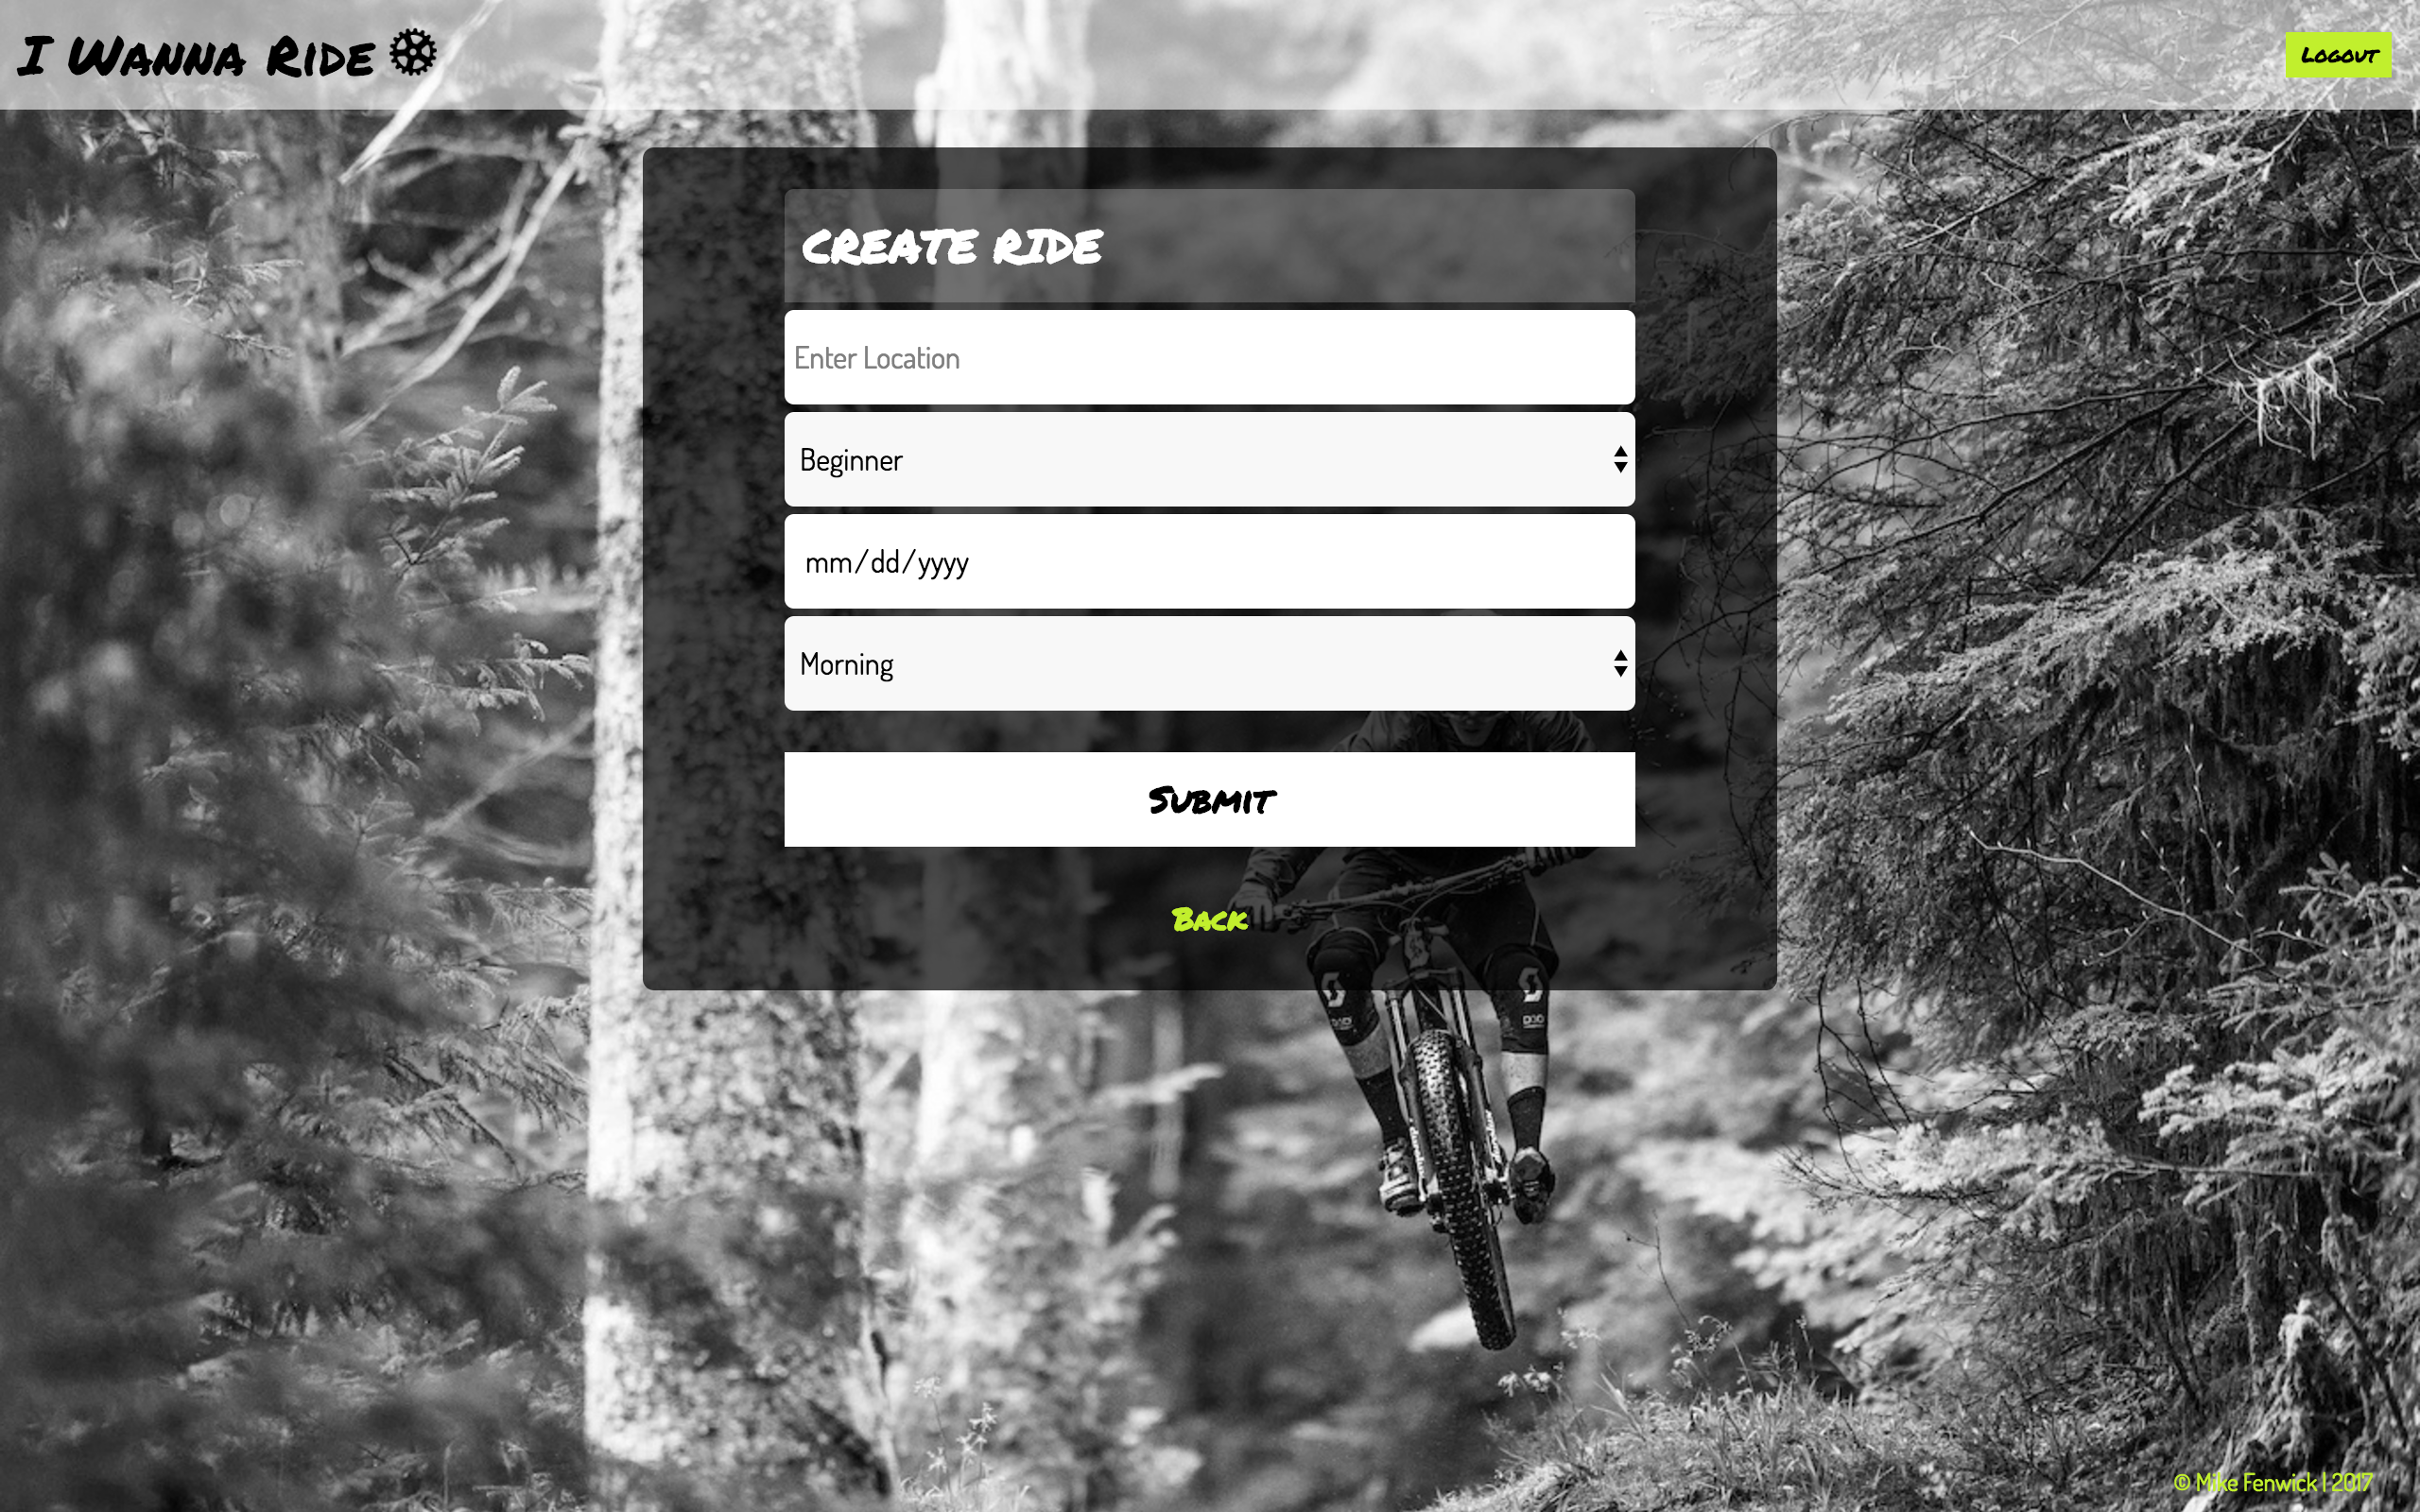 I Wanna Ride
Logout
CREATE RIDE
Enter Location
Beginner
mm/dd/yyyy
Morning
Submit
Back
© Mike Fenwick | 2017